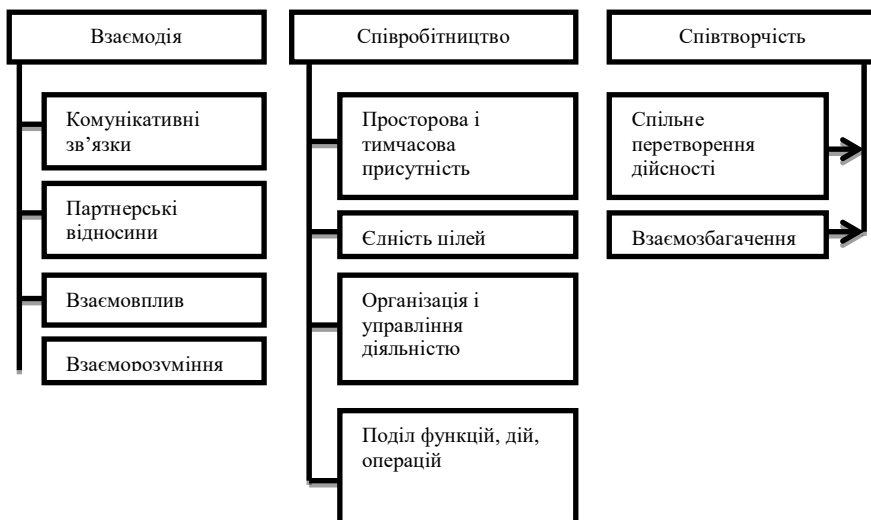 Взаємодія
Комунікативні
зв’язки
Партнерські
відносини
Взаємовплив
Взаєморозуміння
Співробітництво
Просторова і
тимчасова
присутність
Єдність цілей
Організація і
управління
діяльністю
Поділ функцій, дій,
операцій
Співтворчість
Спільне
перетворення
дійсності
Взаємозбагачення